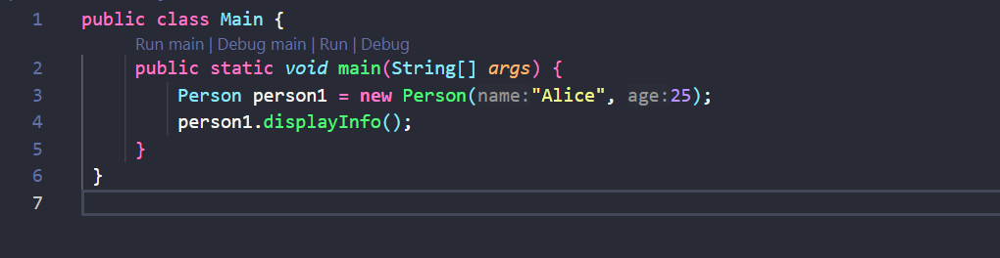 1 public class Main {
Run main | Debug main | Run | Debug
2 public static void main(String[] args) {
3 Person person1 = new Person(name:"Alice", age:25);
4 person1.displayInfo();
5 }
6 }
7